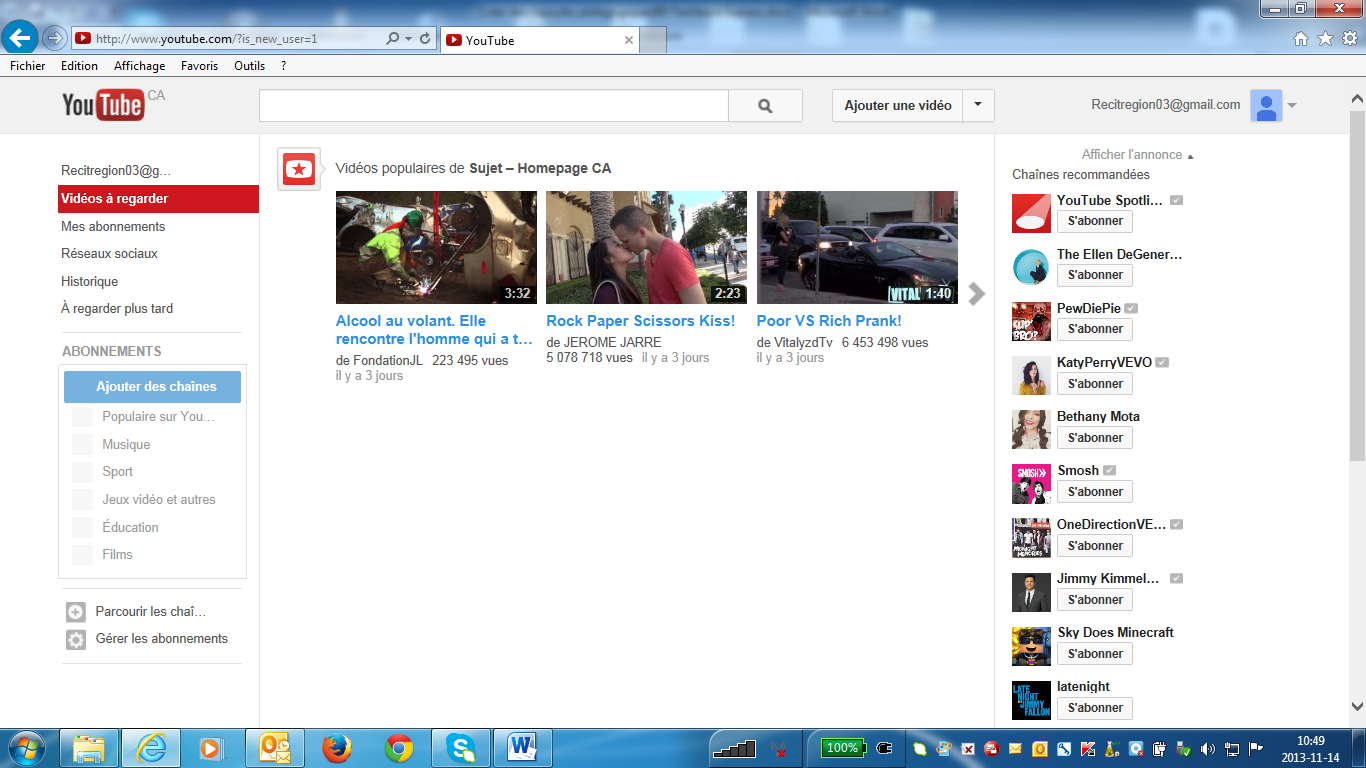 http://www.youtube.com/?is_new_user=1
YouTube
Fichier Edition Affichage Favoris Outils ?
YouTube CA
Ajouter une vidéo
Recitregion03@gmail.com
Recitregion03@g...
Vidéos à regarder
Mes abonnements
Réseaux sociaux
Historique
À regarder plus tard
ABONNEMENTS
Ajouter des chaînes
Populaire sur You...
Musique
Sport
Jeux vidéo et autres
Éducation
Films
Parcourir les chaî...
Gérer les abonnements
Vidéos populaires de Sujet – Homepage CA
3:32
Alcool au volant. Elle
rencontre l'homme qui a t...
de FondationJL 223 495 vues
il y a 3 jours
2:23
Rock Paper Scissors Kiss!
de JEROME JARRE
5 078 718 vues il y a 3 jours
VITAL 1:40
Poor VS Rich Prank!
de VitalyzdTv 6 453 498 vues
il y a 3 jours
Afficher l'annonce
Chaînes recommandées
YouTube Spotli...
S'abonner
The Ellen DeGener...
S'abonner
PewDiePie
S'abonner
KatyPerryVEVO
S'abonner
Bethany Mota
S'abonner
SMOSH
Smosh
S'abonner
MIDNIGHT MEMORIES
OneDirectionVE...
S'abonner
Jimmy Kimmel...
S'abonner
Sky Does Minecraft
S'abonner
LATE
NIGHT
JIMMY
FALLON
latenight
S'abonner
100%
10:49
2013-11-14